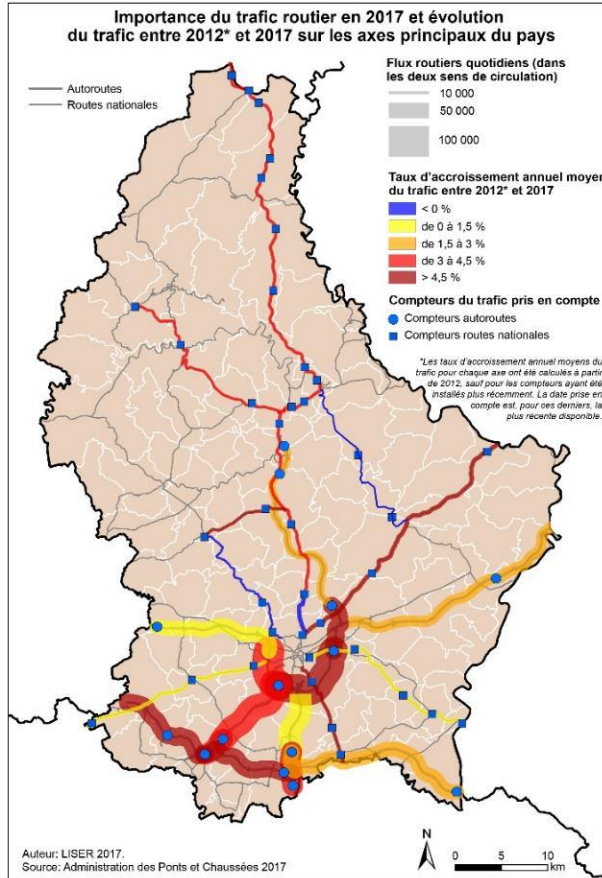 Importance du trafic routier en 2017 et évolution
du trafic entre 2012* et 2017 sur les axes principaux du pays
Autoroutes
Routes nationales
Flux routiers quotidiens (dans
les deux sens de circulation)
10 000
50 000
100 000
Taux d'accroissement annuel moyen
du trafic entre 2012* et 2017
< 0 %
de 0 à 1,5 %
de 1,5 à 3 %
de 3 à 4,5 %
> 4,5 %
Compteurs du trafic pris en compte
Compteurs autoroutes
Compteurs routes nationales
*Les taux d'accroissement annuel moyens du
trafic pour chaque axe ont été calculés à partir
de 2012, sauf pour les compteurs ayant été
installés plus récemment. La date prise en
compte est, pour ces derniers, la
plus récente disponible.
Auteur: LISER 2017.
Source: Administration des Ponts et Chaussées 2017
N
0 5 10
km